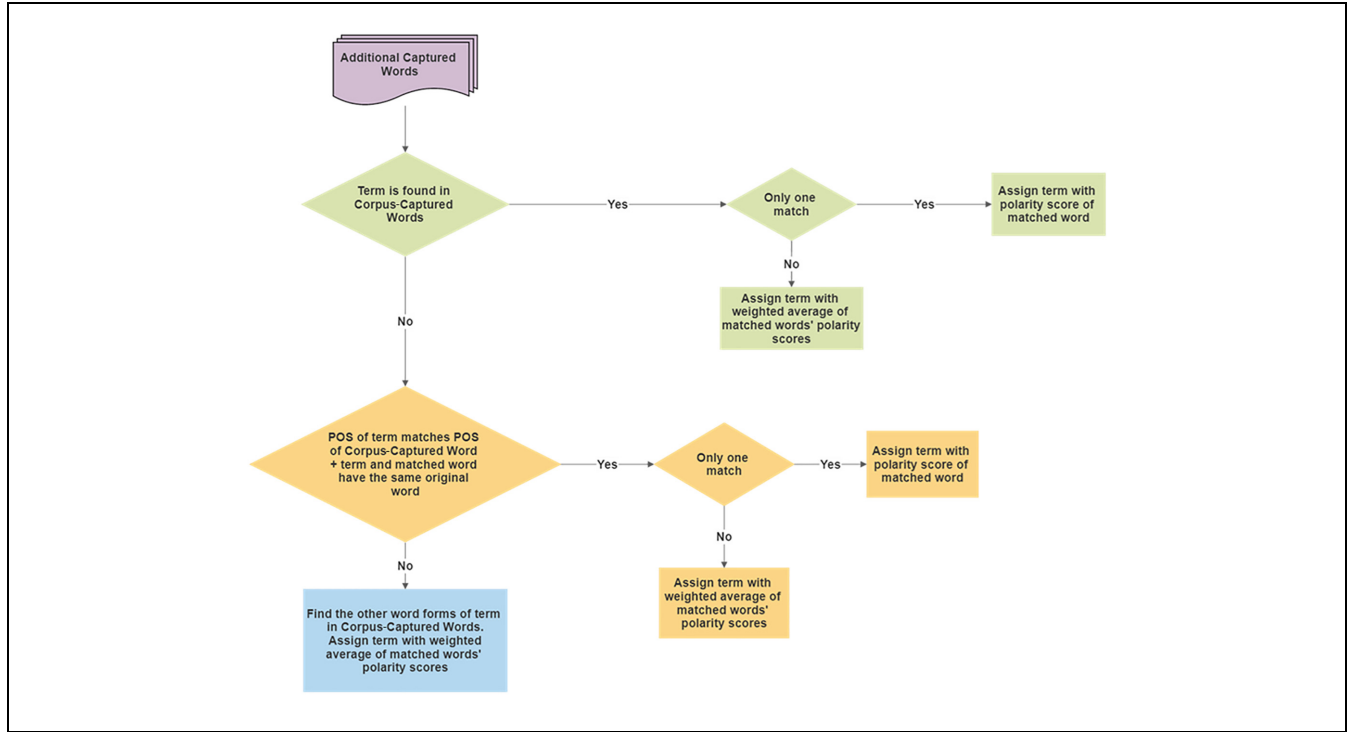 Additional Captured
Words
Term is found in
Corpus-Captured
Words
Yes
Only one
match
Yes
Assign term with
polarity score of
matched word
No
Assign term with
weighted average of
matched words' polarity
scores
No
POS of term matches POS
of Corpus-Captured Word
+ term and matched word
have the same original
word
Yes
Only one
match
Yes
Assign term with
polarity score of
matched word
No
Assign term with
weighted average of
matched words'
polarity scores
No
Find the other word forms of term
in Corpus-Captured Words.
Assign term with weighted
average of matched words'
polarity scores